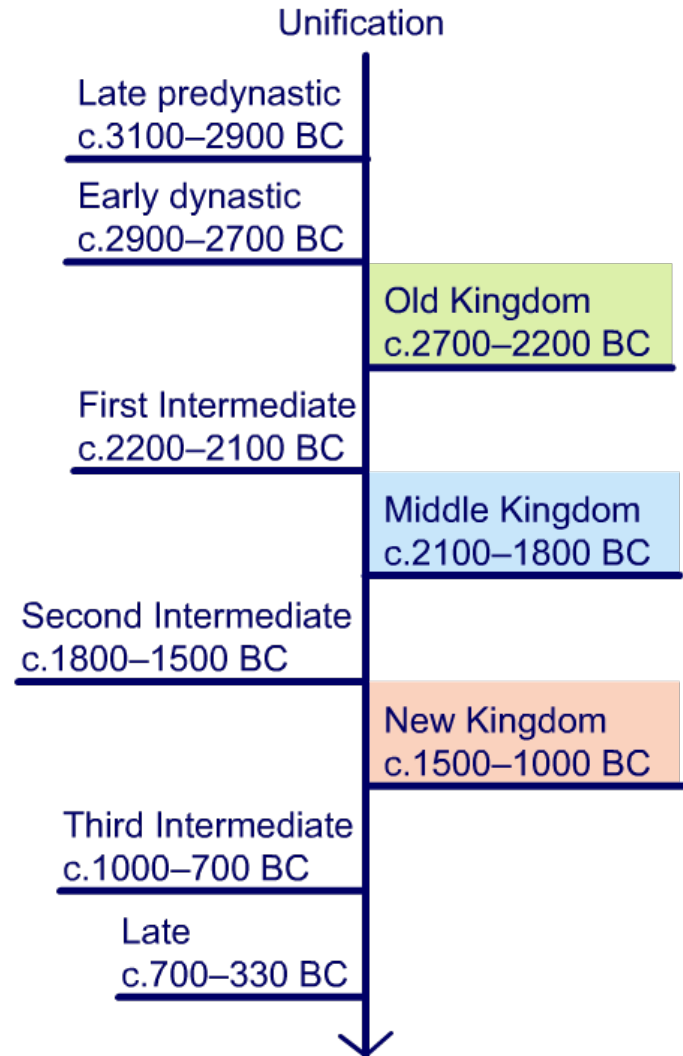 Unification
Late predynastic
c.3100–2900 BC
Early dynastic
c.2900–2700 BC
Old Kingdom
c.2700–2200 BC
First Intermediate
c.2200–2100 BC
Middle Kingdom
c.2100–1800 BC
Second Intermediate
c.1800–1500 BC
New Kingdom
c.1500–1000 BC
Third Intermediate
c.1000–700 BC
Late
c.700–330 BC